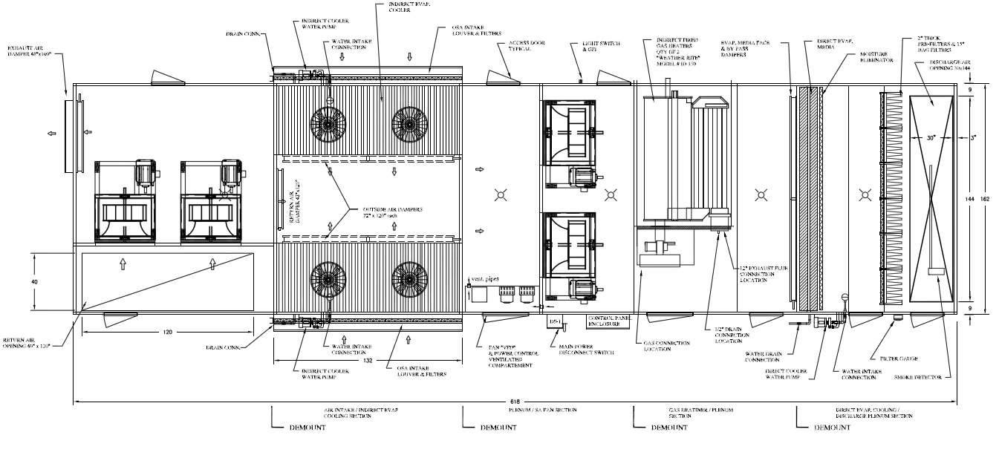 INDIRECT EVAP.
COOLER
INDIRECT COOLER
WATER PUMP
DRAIN CONN.
WATER INTAKE
CONNECTION
OSA INTAKE
LOUVER & FILTERS
EXHAUST AIR
DAMPER 48"x100"
ACCESS DOOR
TYPICAL
LIGHT SWITCH
& GFI
INDIRECT FIRED
GAS HEATERS
QTY OF 2
"WEATHER RITE"
MODEL # ID 150
EVAP. MEDIA FACE
& BY PASS
DAMPERS
DIRECT EVAP.
MEDIA
MOISTURE
ELIMINATOR
2" THICK
PRE-FILTERS & 15"
BAG FILTERS
DISCHARGE AIR
OPENING 30x144
9
30"
3"
144
162
9
RETURN AIR
DAMPER 42"x120"
OUTSIDE AIR DAMPERS
72" x 120" each
40
120
RETURN AIR
OPENING 40" x 120"
vent. pipes
DS-1
CONTROL PANEL
ENCLOSURE
12" EXHAUST FLUE
CONNECTION
LOCATION
DRAIN CONN.
WATER INTAKE
CONNECTION
132
INDIRECT COOLER
WATER PUMP
OSA INTAKE
LOUVER & FILTERS
FAN "VFD"
& POWER CONTROL
VENTILATED
COMPARTEMENT
MAIN POWER
DISCONNECT SWITCH
GAS CONNECTION
LOCATION
1/2" DRAIN
CONNECTION
LOCATION
WATER DRAIN
CONNECTION
DIRECT COOLER
WATER PUMP
WATER INTAKE
CONNECTION
FILTER GAUGE
SMOKE DETECTOR
618
AIR INTAKE / INDIRECT EVAP
COOLING SECTION
DEMOUNT
PLENUM / SA FAN SECTION
DEMOUNT
GAS HEATINER / PLENUM
SECTION
DEMOUNT
DIRECT EVAP. COOLING /
DISCHARGE PLENUM SECTION
DEMOUNT